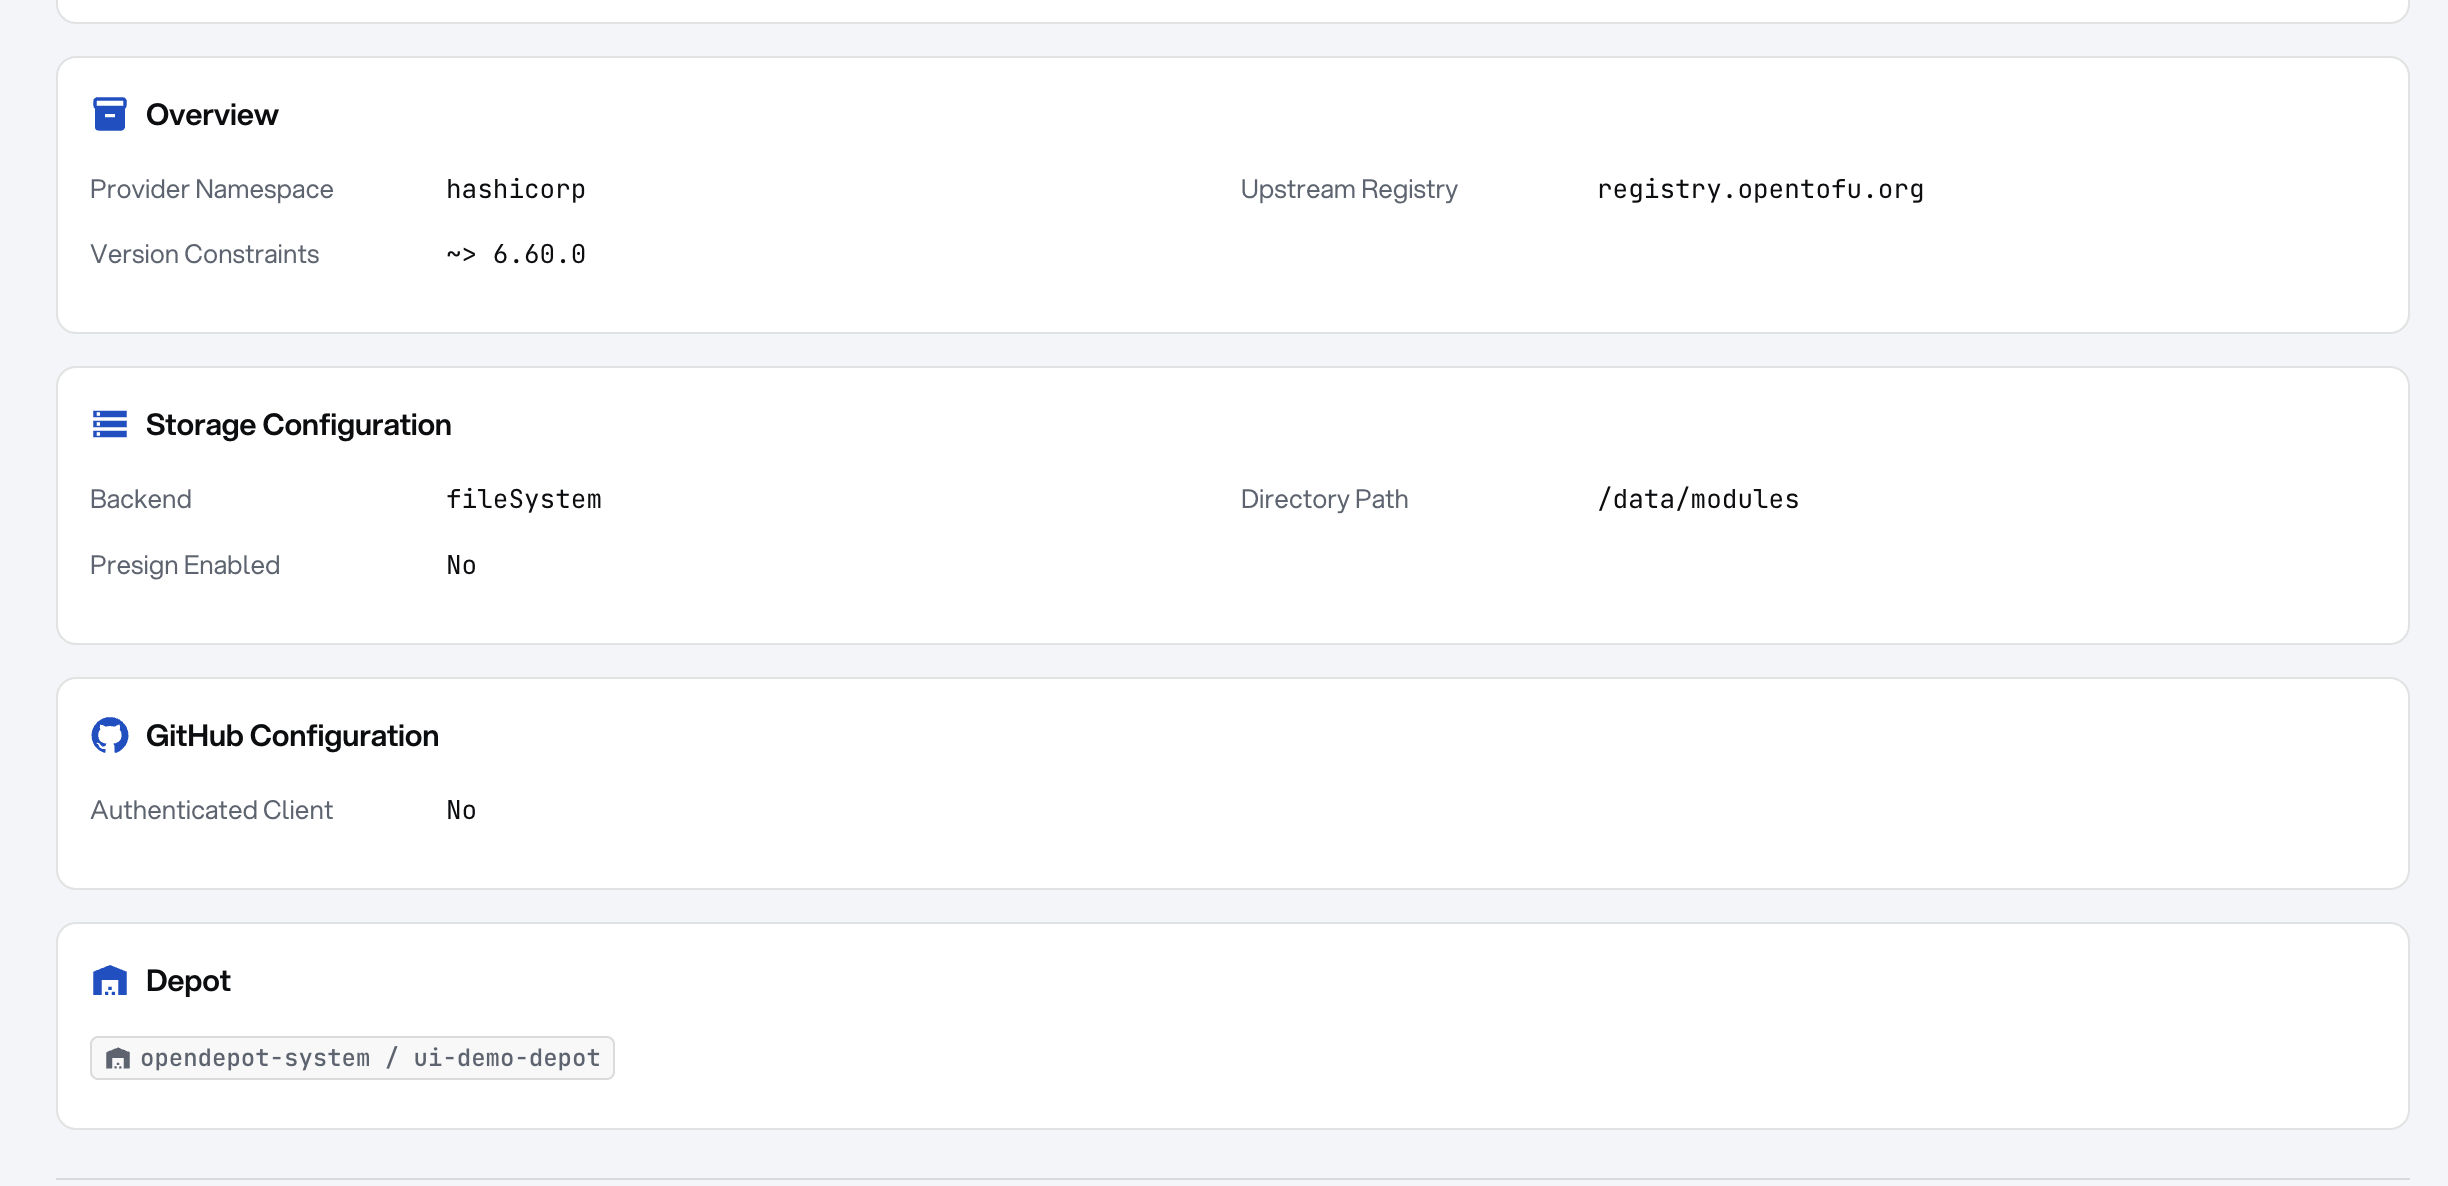 Overview
Provider Namespace hashicorp Upstream Registry registry.opentofu.org
Version Constraints ~> 6.60.0
Storage Configuration
Backend fileSystem Directory Path /data/modules
Presign Enabled No
GitHub Configuration
Authenticated Client No
Depot
opendepot-system / ui-demo-depot